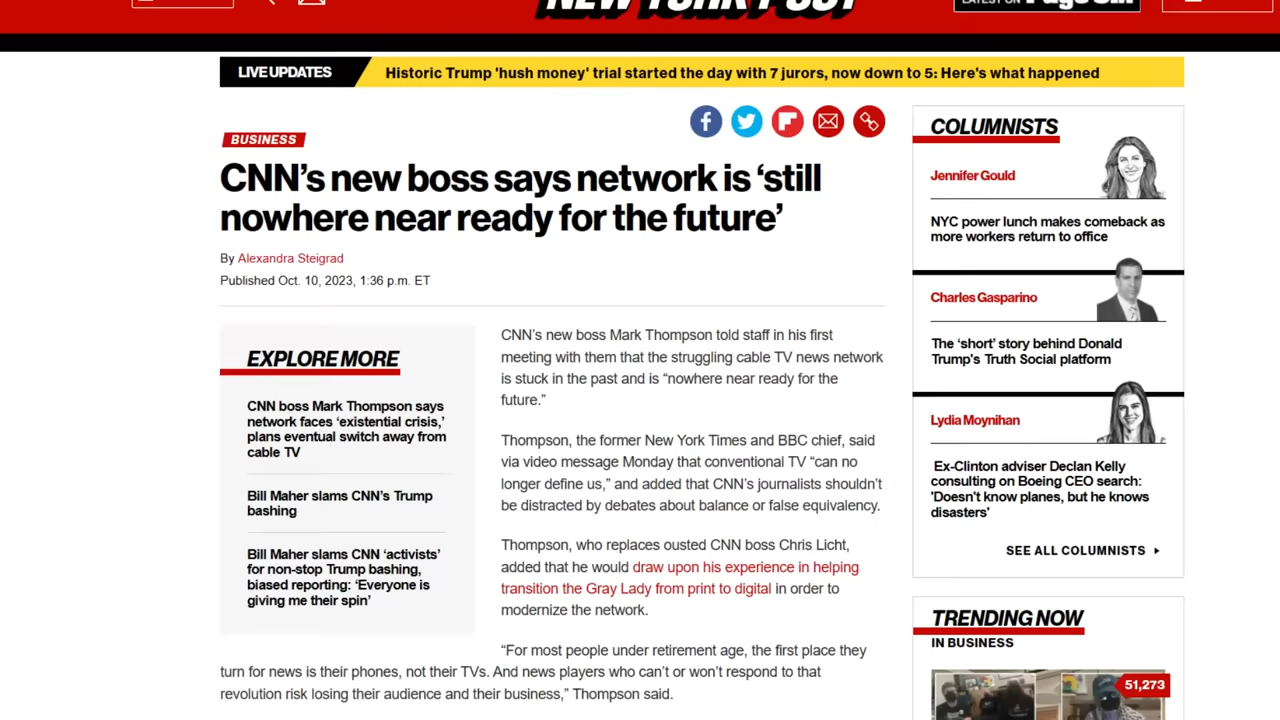 NEW YORK POST
LATEST ON Page Six
LIVE UPDATES
Historic Trump 'hush money' trial started the day with 7 jurors, now down to 5: Here's what happened
BUSINESS
CNN’s new boss says network is ‘still
nowhere near ready for the future’
By Alexandra Steigrad
Published Oct. 10, 2023, 1:36 p.m. ET
EXPLORE MORE
CNN boss Mark Thompson says
network faces ‘existential crisis,’
plans eventual switch away from
cable TV
Bill Maher slams CNN’s Trump
bashing
Bill Maher slams CNN ‘activists’
for non-stop Trump bashing,
biased reporting: ‘Everyone is
giving me their spin’
CNN’s new boss Mark Thompson told staff in his first
meeting with them that the struggling cable TV news network
is stuck in the past and is “nowhere near ready for the
future.”
Thompson, the former New York Times and BBC chief, said
via video message Monday that conventional TV “can no
longer define us,” and added that CNN’s journalists shouldn’t
be distracted by debates about balance or false equivalency.
Thompson, who replaces ousted CNN boss Chris Licht,
added that he would draw upon his experience in helping
transition the Gray Lady from print to digital in order to
modernize the network.
“For most people under retirement age, the first place they
turn for news is their phones, not their TVs. And news players who can’t or won’t respond to that
revolution risk losing their audience and their business,” Thompson said.
COLUMNISTS
Jennifer Gould
NYC power lunch makes comeback as
more workers return to office
Charles Gasparino
The ‘short’ story behind Donald
Trump's Truth Social platform
Lydia Moynihan
Ex-Clinton adviser Declan Kelly
consulting on Boeing CEO search:
'Doesn't know planes, but he knows
disasters'
SEE ALL COLUMNISTS
TRENDING NOW
IN BUSINESS
51,273